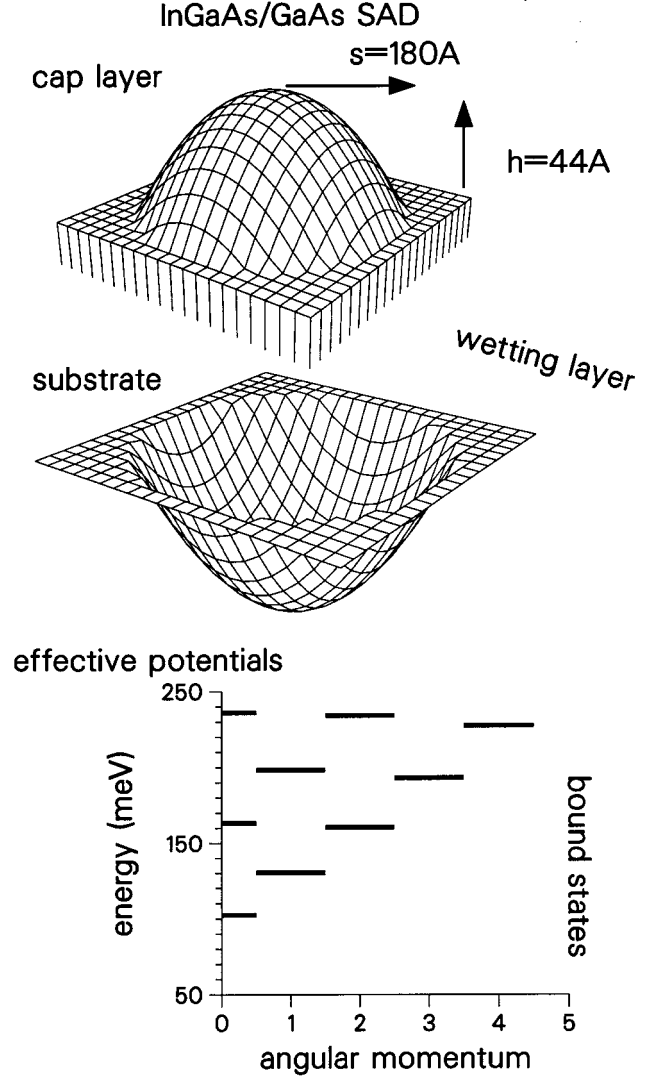 InGaAs/GaAs SAD
s=180A
cap layer
h=44A
wetting layer
substrate
effective potentials
250
150
50
energy (meV)
bound states
0 1 2 3 4 5
angular momentum